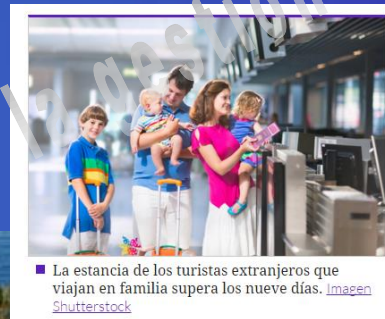 la gestión
La estancia de los turistas extranjeros que
viajan en familia supera los nueve días. Imagen
Shutterstock